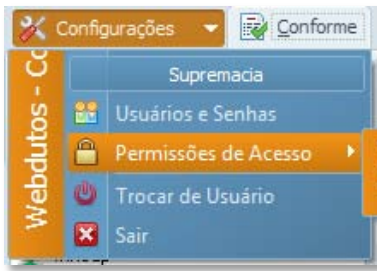 Configurações
Conforme
Webdutos - Co
Supremacia
Usuários e Senhas
Permissões de Acesso
Trocar de Usuário
Sair